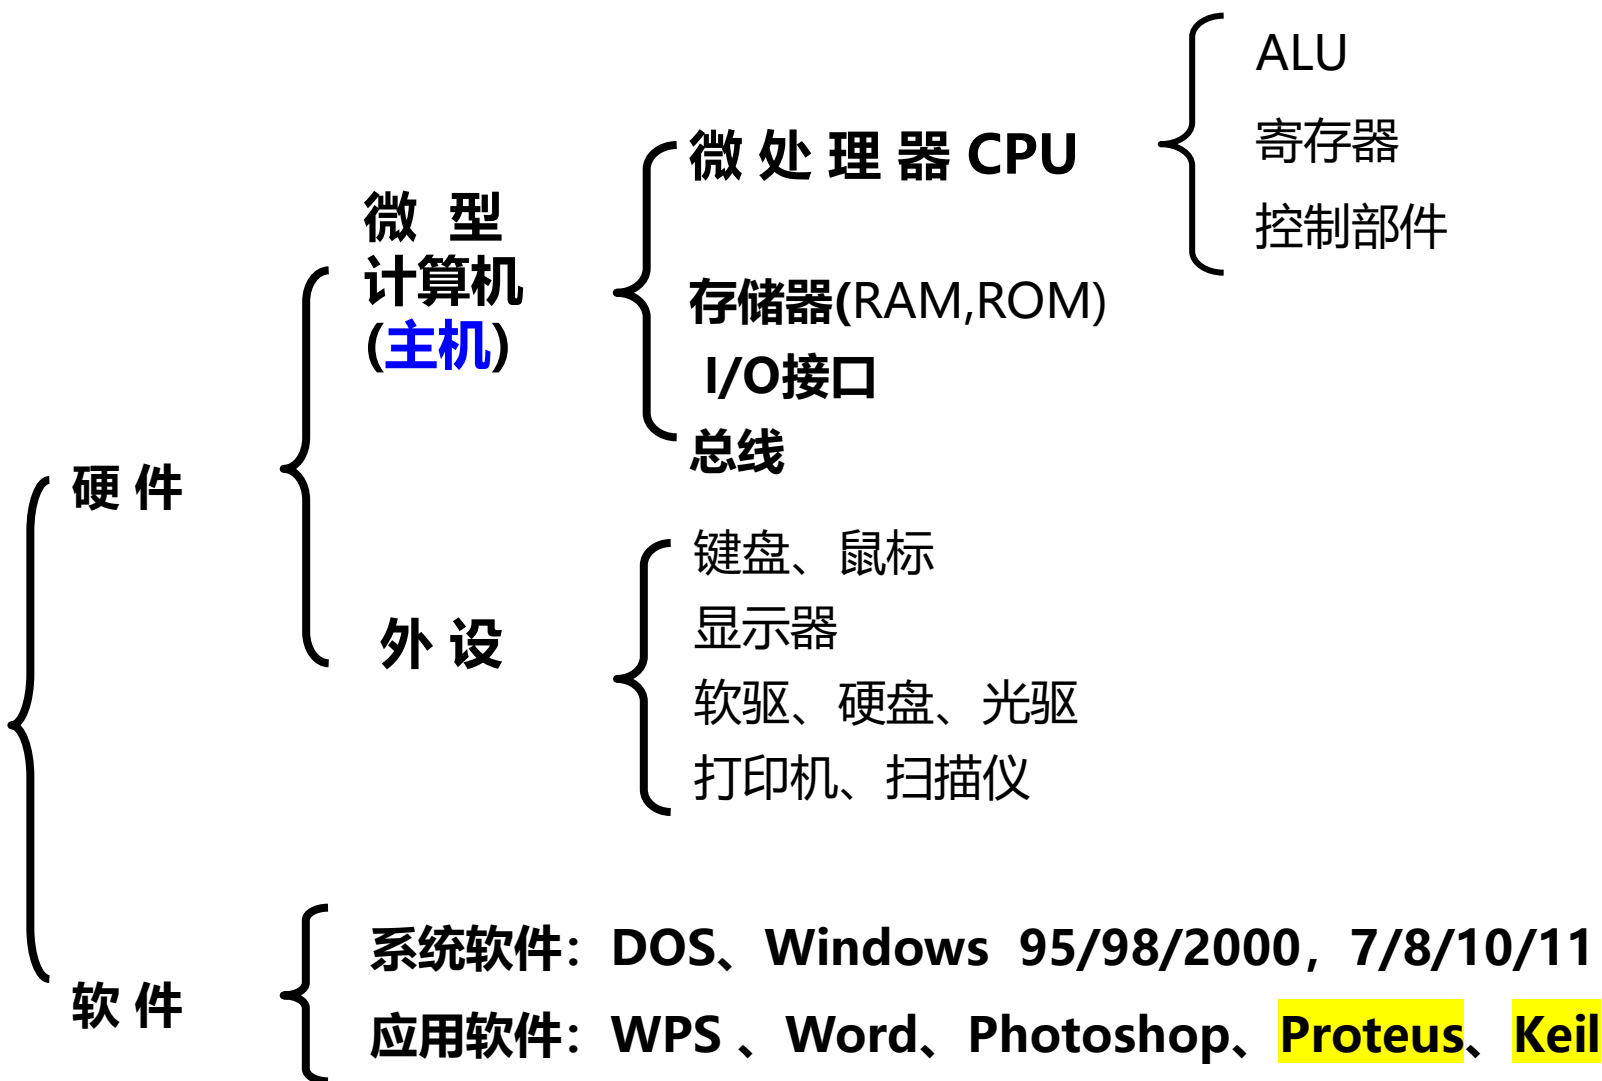 ALU
寄存器
控制部件
微 处 理 器 CPU
微 型
计算机
(主机)
存储器(RAM,ROM)
I/O接口
总线
硬 件
键盘、鼠标
显示器
软驱、硬盘、光驱
打印机、扫描仪
外 设
软 件
系统软件：DOS、Windows 95/98/2000，7/8/10/11
应用软件：WPS 、Word、Photoshop、Proteus、Keil